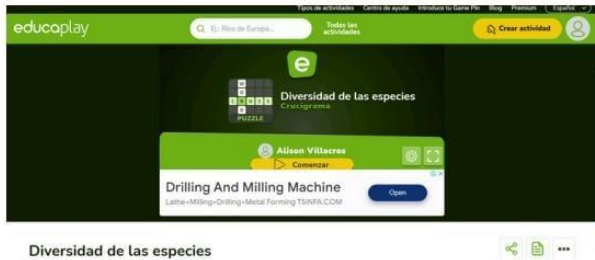 Tipos de actividades Centro de ayuda Introduce tu Game Pin Blog Premium Español
educaplay
Ej.: Ríos de Europa...
Todas las
actividades
Crear actividad
e
CROSS
PUZZLE
Diversidad de las especies
Crucigrama
Alison Villacres
Comenzar
Drilling And Milling Machine
Lathe-Milling-Drilling-Metal Forming TSINFA.COM
Open
Diversidad de las especies